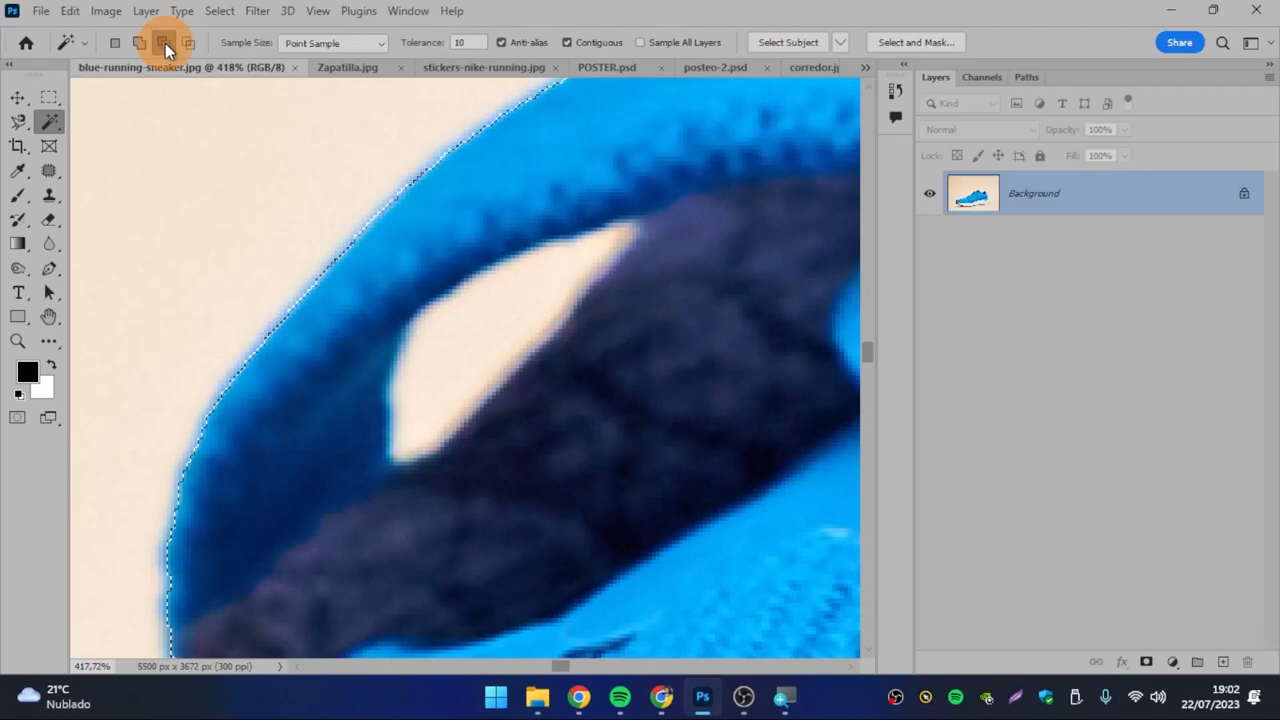 File Edit Image Layer Type Select Filter 3D View Plugins Window Help
Sample Size: Point Sample Tolerance: 10 Anti-alias Contiguous Sample All Layers Select Subject Select and Mask... Share
blue-running-sneaker.jpg @ 418% (RGB/8) × Zapatilla.jpg × stickers-nike-running.jpg × POSTER.psd × posteo-2.psd × corredor.j
Layers Channels Paths
Kind
Normal Opacity: 100%
Lock: Fill: 100%
Background
417,72% 5500 px x 3672 px (300 ppi)
21°C
Nublado
19:02
22/07/2023